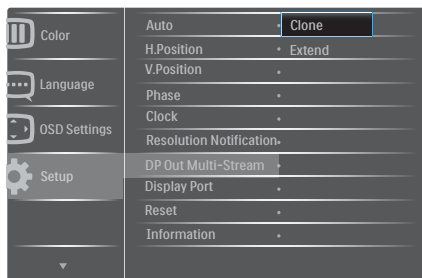 Color
Language
OSD Settings
Setup
Auto • Clone
H.Position • Extend
V.Position •
Phase •
Clock •
Resolution Notification •
DP Out Multi-Stream •
Display Port •
Reset •
Information •